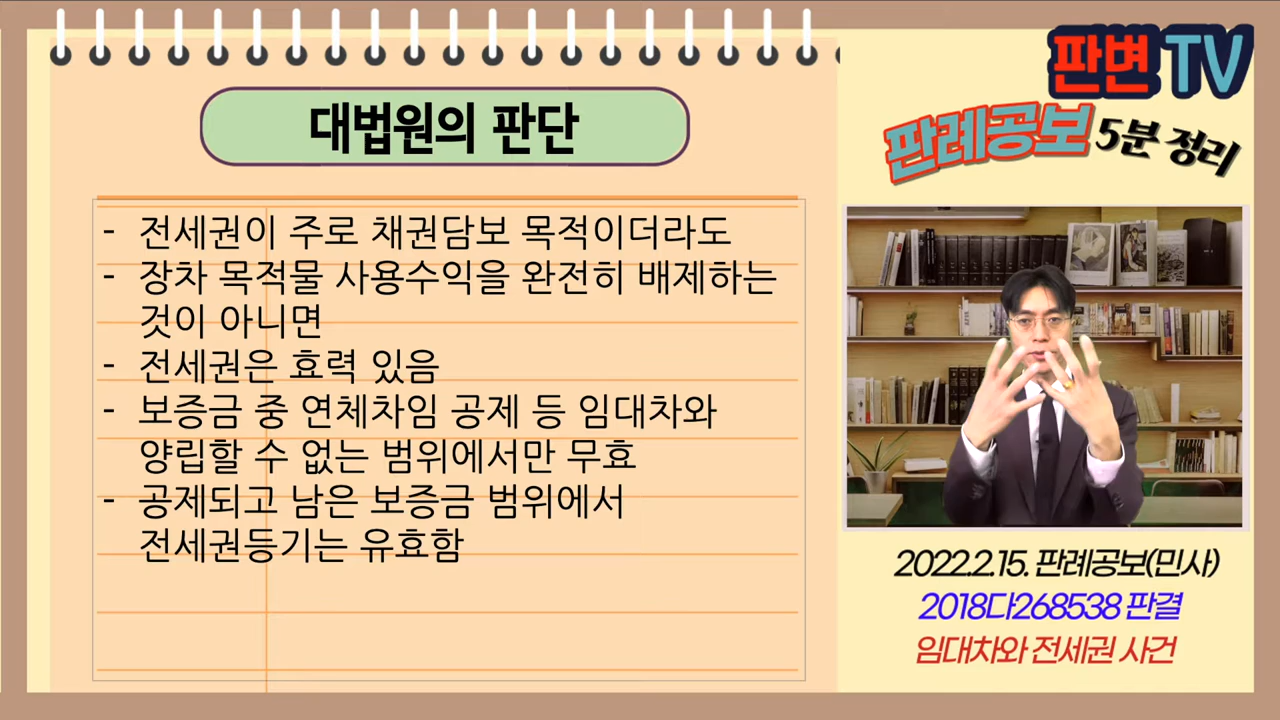 대법원의 판단
- 전세권이 주로 채권담보 목적이더라도
- 장차 목적물 사용수익을 완전히 배제하는
것이 아니면
- 전세권은 효력 있음
- 보증금 중 연체차임 공제 등 임대차와
양립할 수 없는 범위에서만 무효
- 공제되고 남은 보증금 범위에서
전세권등기는 유효함
판변 TV
판례공보 5분 정리
2022.2.15. 판례공보(민사)
2018다268538 판결
임대차와 전세권 사건